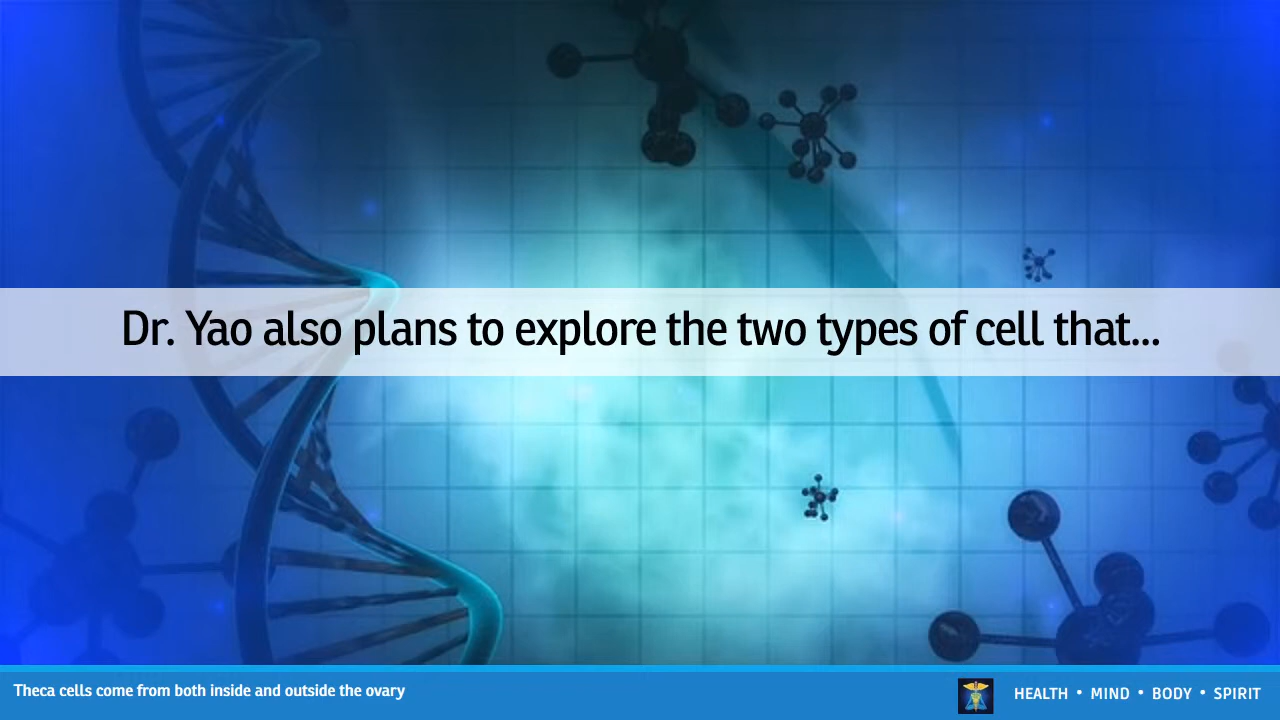 Dr. Yao also plans to explore the two types of cell that...
Theca cells come from both inside and outside the ovary
HEALTH • MIND • BODY • SPIRIT